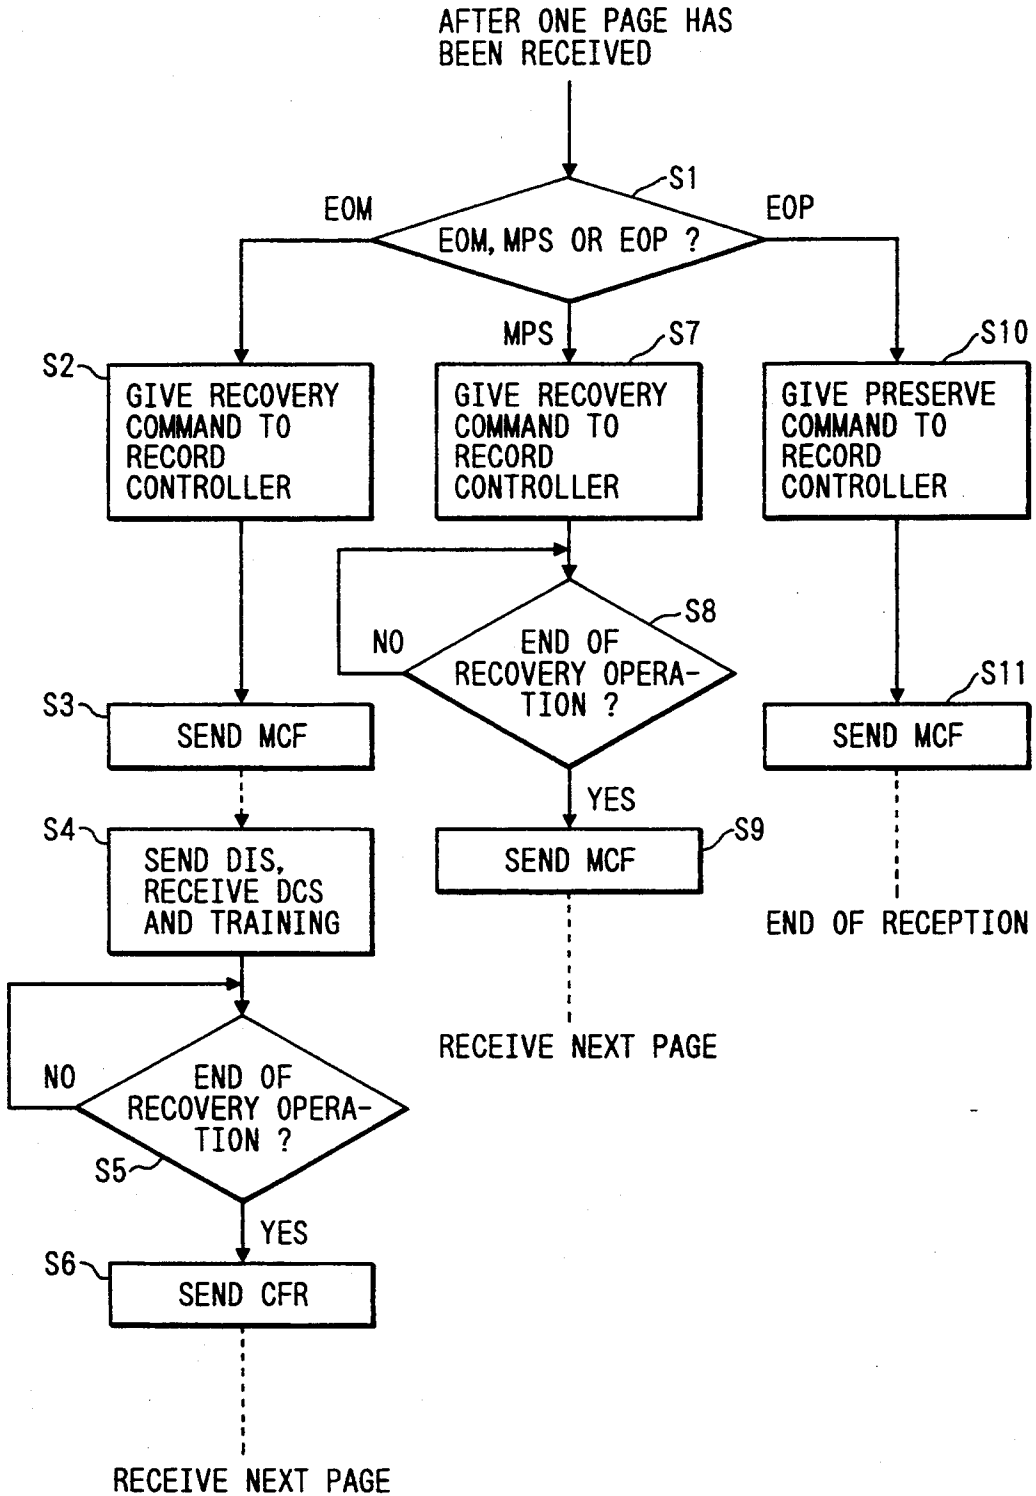 AFTER ONE PAGE HAS
BEEN RECEIVED
S1
EOM
EOP
EOM, MPS OR EOP ?
MPS
S2
GIVE RECOVERY
COMMAND TO
RECORD
CONTROLLER
S7
GIVE RECOVERY
COMMAND TO
RECORD
CONTROLLER
S10
GIVE PRESERVE
COMMAND TO
RECORD
CONTROLLER
S8
NO
END OF
RECOVERY OPERA-
TION ?
S3
SEND MCF
S11
SEND MCF
YES
S4
SEND DIS,
RECEIVE DCS
AND TRAINING
S9
SEND MCF
END OF RECEPTION
RECEIVE NEXT PAGE
NO
END OF
RECOVERY OPERA-
TION ?
S5
YES
S6
SEND CFR
RECEIVE NEXT PAGE